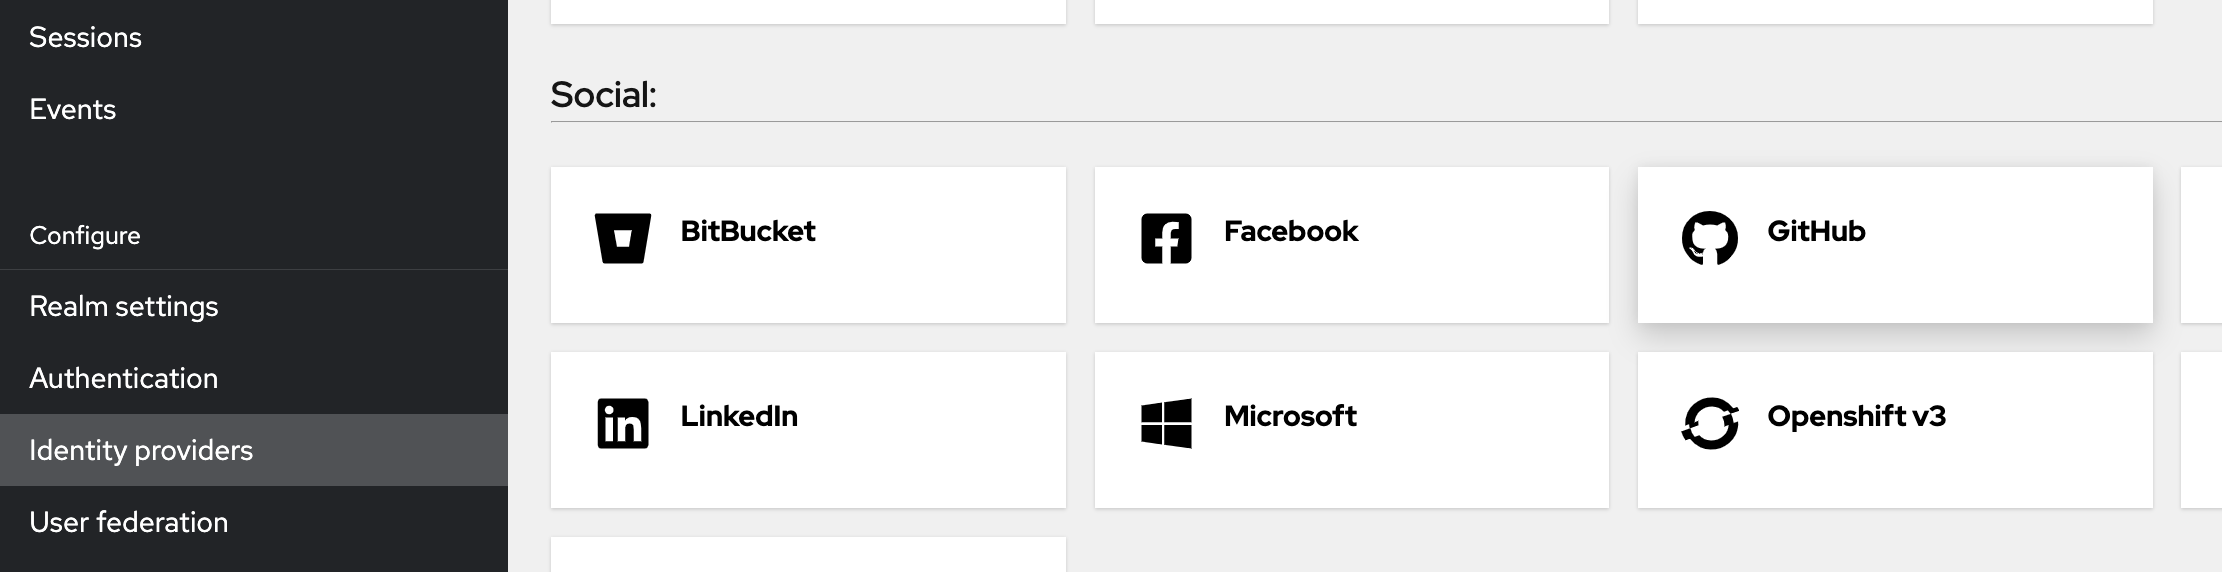 Sessions
Events
Configure
Realm settings
Authentication
Identity providers
User federation
Social:
BitBucket
Facebook
GitHub
LinkedIn
Microsoft
Openshift v3